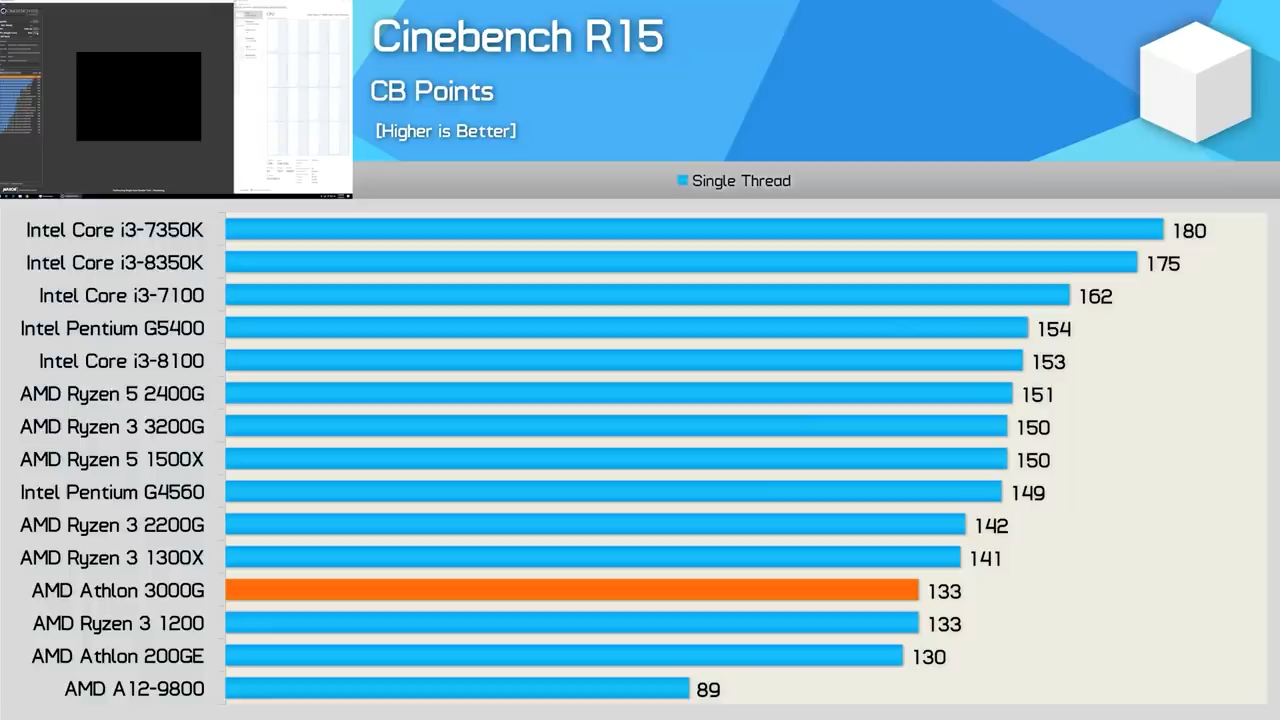 Cinebench R15
CB Points
[Higher is Better]
Single Thread
Intel Core i3-7350K 180
Intel Core i3-8350K 175
Intel Core i3-7100 162
Intel Pentium G5400 154
Intel Core i3-8100 153
AMD Ryzen 5 2400G 151
AMD Ryzen 3 3200G 150
AMD Ryzen 5 1500X 150
Intel Pentium G4560 149
AMD Ryzen 3 2200G 142
AMD Ryzen 3 1300X 141
AMD Athlon 3000G 133
AMD Ryzen 3 1200 133
AMD Athlon 200GE 130
AMD A12-9800 89